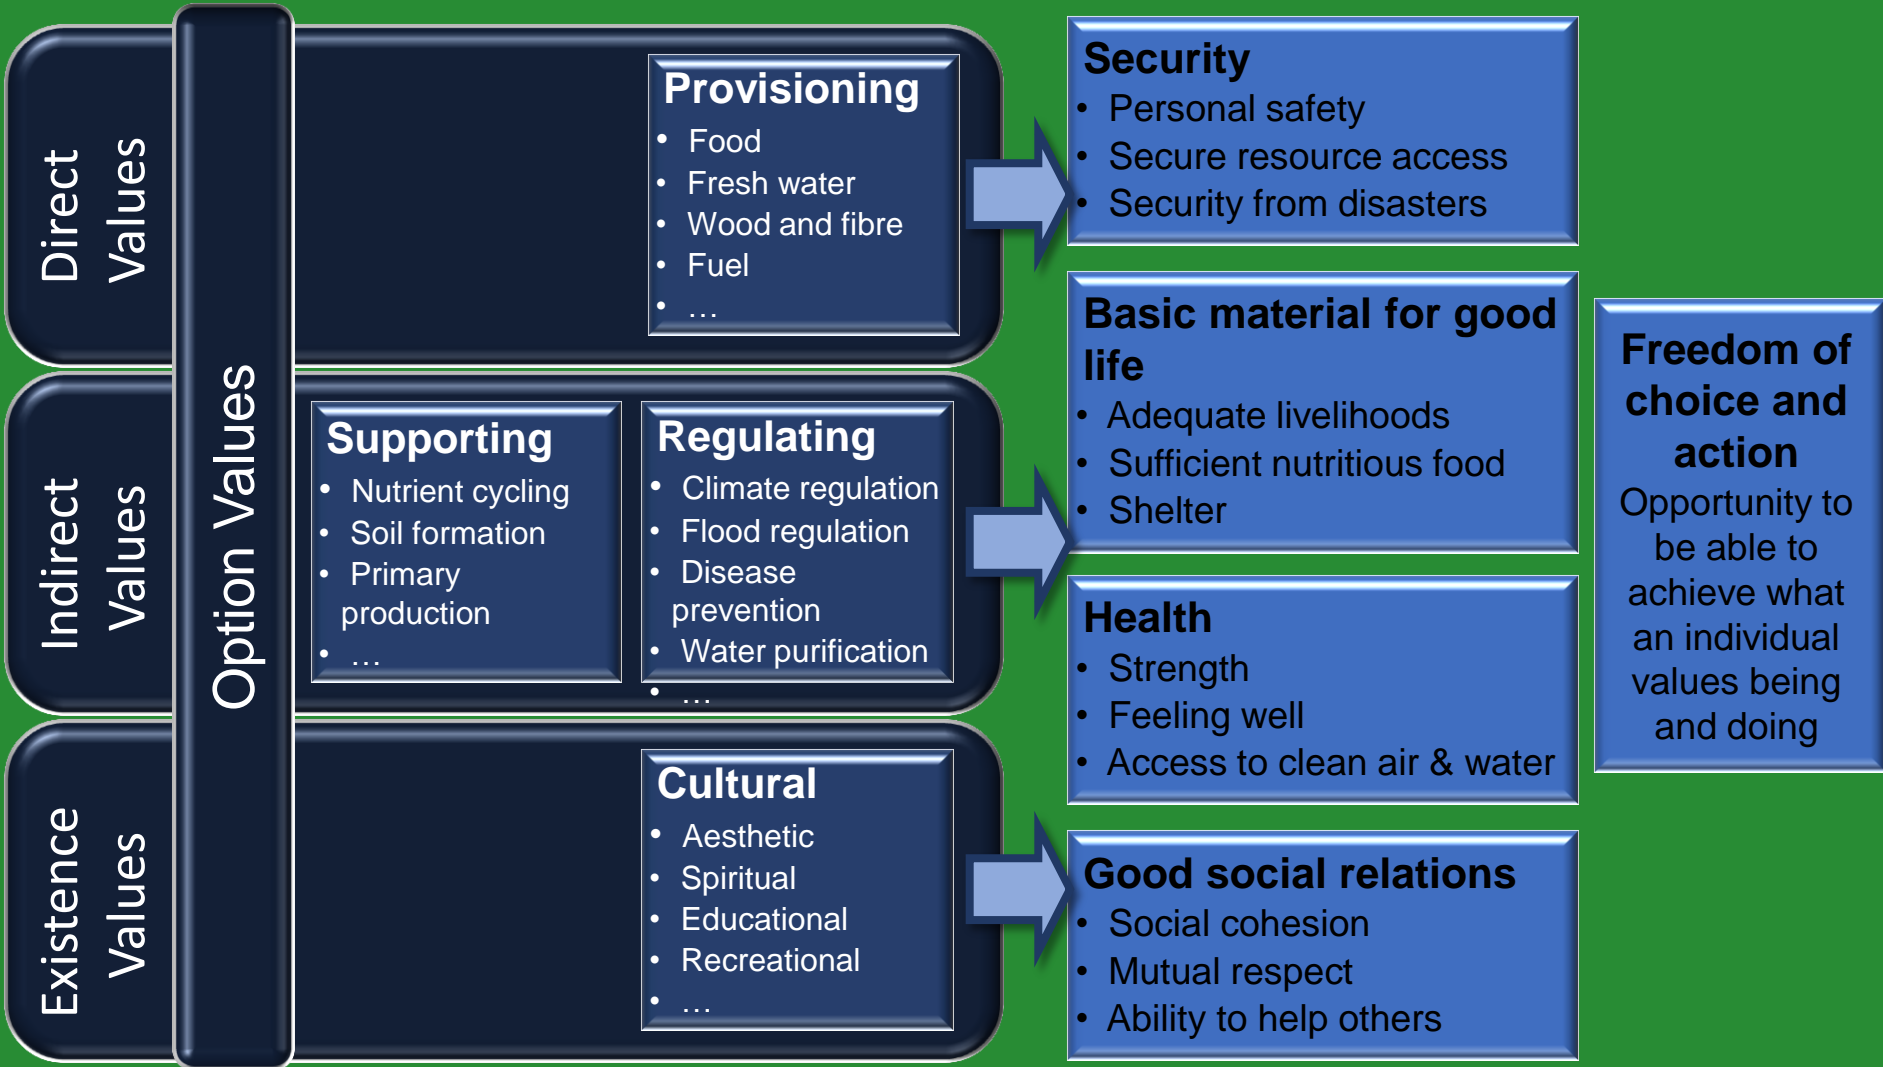 Direct
Values
Indirect
Values
Existence
Values
Option Values
Provisioning
• Food
• Fresh water
• Wood and fibre
• Fuel
• …
Supporting
• Nutrient cycling
• Soil formation
• Primary
production
• …
Regulating
• Climate regulation
• Flood regulation
• Disease
prevention
• Water purification
• …
Cultural
• Aesthetic
• Spiritual
• Educational
• Recreational
• …
Security
• Personal safety
• Secure resource access
• Security from disasters
Basic material for good
life
• Adequate livelihoods
• Sufficient nutritious food
• Shelter
Health
• Strength
• Feeling well
• Access to clean air & water
Good social relations
• Social cohesion
• Mutual respect
• Ability to help others
Freedom of
choice and
action
Opportunity to
be able to
achieve what
an individual
values being
and doing